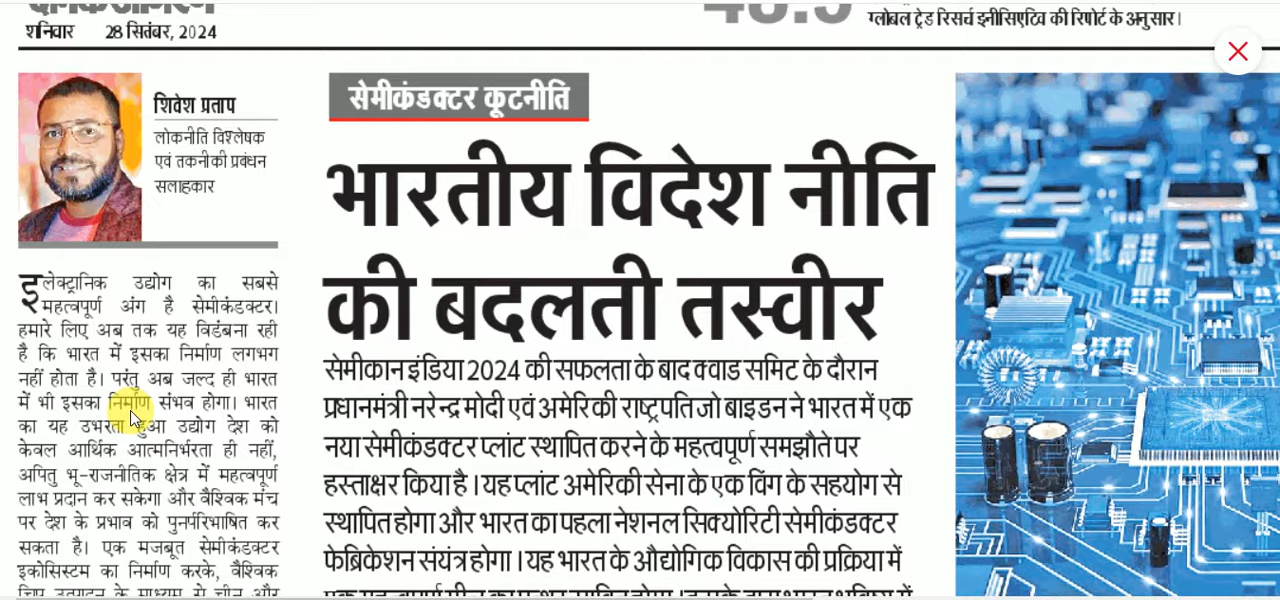 दैनिक जागरण
शनिवार 28 सितंबर, 2024
ग्लोबल ट्रेड रिसर्च इनीसिएटिव की रिपोर्ट के अनुसार।
शिवेश प्रताप
लोकनीति विश्लेषक
एवं तकनीकी प्रबंधन
सलाहकार
इलेक्ट्रानिक उद्योग का सबसे
महत्वपूर्ण अंग है सेमीकंडक्टर।
हमारे लिए अब तक यह विडंबना रही
है कि भारत में इसका निर्माण लगभग
नहीं होता है। परंतु अब जल्द ही भारत
में भी इसका निर्माण संभव होगा। भारत
का यह उभरता हुआ उद्योग देश को
केवल आर्थिक आत्मनिर्भरता ही नहीं,
अपितु भू-राजनीतिक क्षेत्र में महत्वपूर्ण
लाभ प्रदान कर सकेगा और वैश्विक मंच
पर देश के प्रभाव को पुनर्परिभाषित कर
सकता है। एक मजबूत सेमीकंडक्टर
इकोसिस्टम का निर्माण करके, वैश्विक
चिप उत्पादन के माध्यम से चीन और
सेमीकंडक्टर कूटनीति
भारतीय विदेश नीति
की बदलती तस्वीर
सेमीकान इंडिया 2024 की सफलता के बाद क्वाड समिट के दौरान
प्रधानमंत्री नरेन्द्र मोदी एवं अमेरिकी राष्ट्रपति जो बाइडन ने भारत में एक
नया सेमीकंडक्टर प्लांट स्थापित करने के महत्वपूर्ण समझौते पर
हस्ताक्षर किया है। यह प्लांट अमेरिकी सेना के एक विंग के सहयोग से
स्थापित होगा और भारत का पहला नेशनल सिक्योरिटी सेमीकंडक्टर
फेब्रिकेशन संयंत्र होगा। यह भारत के औद्योगिक विकास की प्रक्रिया में